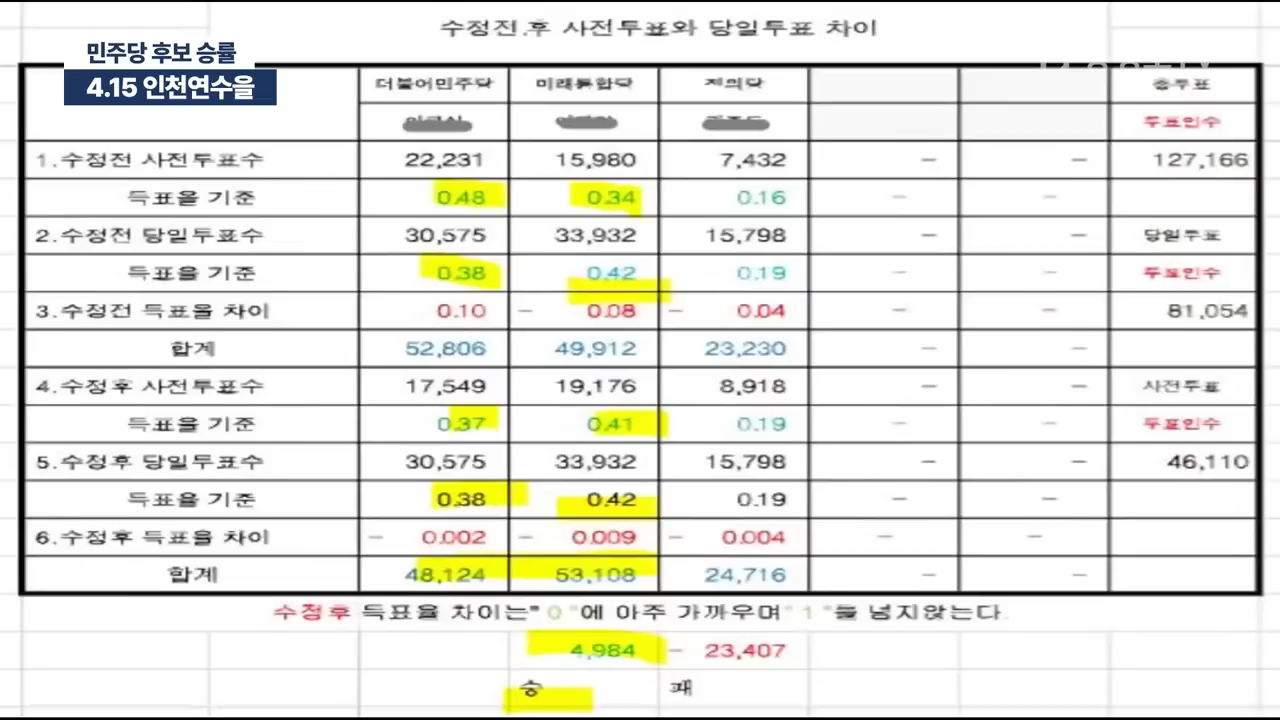 수정전.후 사전투표와 당일투표 차이
민주당 후보 승률
4.15 인천연수을
더불어민주당 미래통합당 정의당 총투표
투표인수
1.수정전 사전투표수 22,231 15,980 7,432 - - 127,166
득표율 기준 0.48 0.34 0.16 - -
2.수정전 당일투표수 30,575 33,932 15,798 - - 당일투표
득표율 기준 0.38 0.42 0.19 - - 투표인수
3.수정전 득표율 차이 0.10 - 0.08 - 0.04 - - 81,054
합계 52,806 49,912 23,230 - -
4.수정후 사전투표수 17,549 19,176 8,918 - - 사전투표
득표율 기준 0.37 0.41 0.19 - - 투표인수
5.수정후 당일투표수 30,575 33,932 15,798 - - 46,110
득표율 기준 0.38 0.42 0.19 - -
6.수정후 득표율 차이 - 0.002 - 0.009 - 0.004 - -
합계 48,124 53,108 24,716 - -
수정후 득표율 차이는"0"에 아주 가까우며"1"를 넘지않는다.
4,984 - 23,407
승 패